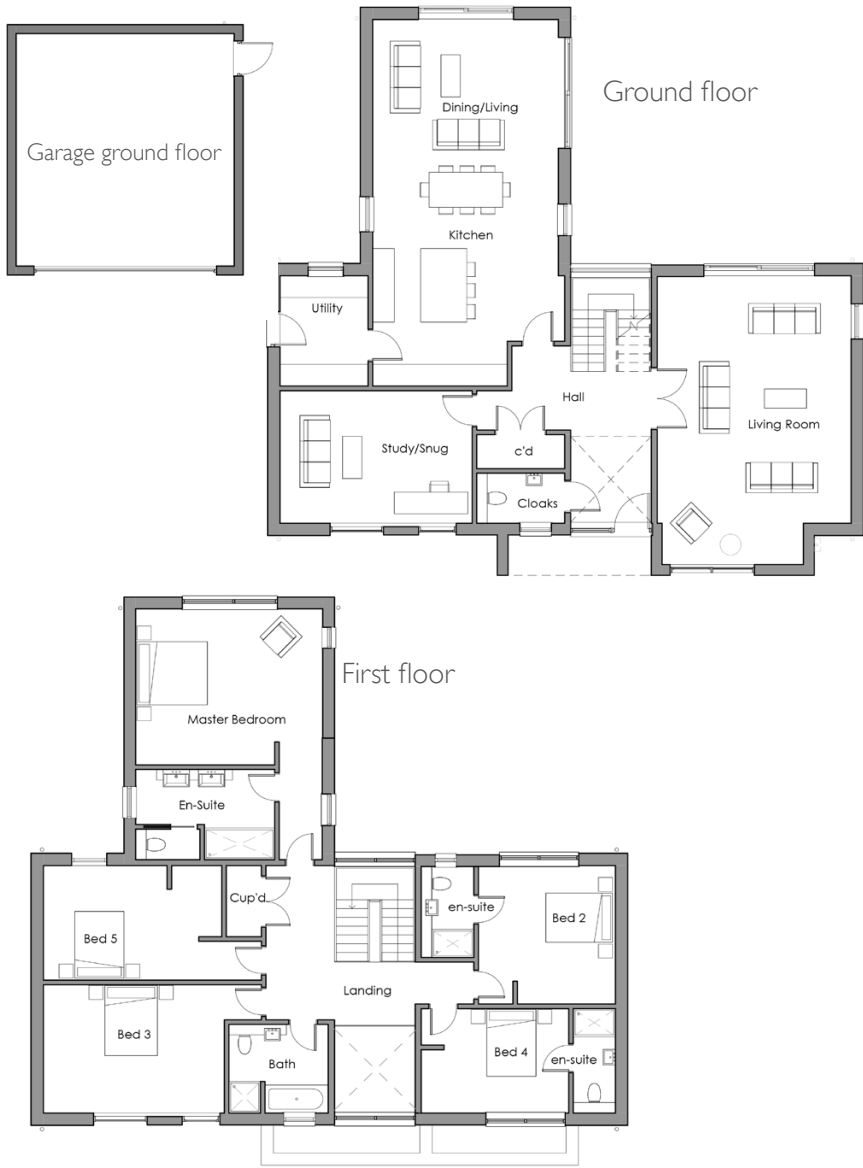 Ground floor
Garage ground floor
Dining/Living
Kitchen
Utility
Hall
Living Room
Study/Snug
c'd
Cloaks
First floor
Master Bedroom
En-Suite
Cup'd
en-suite
Bed 2
Bed 5
Landing
Bed 3
Bath
Bed 4
en-suite